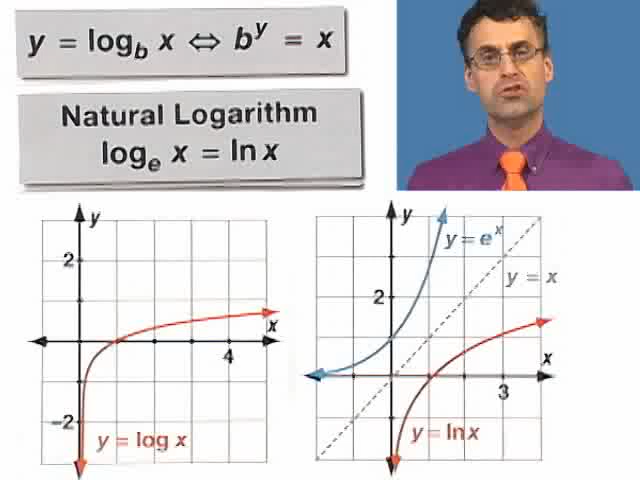 y = log_b x ⇔ b^y = x
Natural Logarithm
log_e x = ln x
y
2
x
4
-2
y = log x
y
y = e^x
y = x
2
x
3
y = ln x